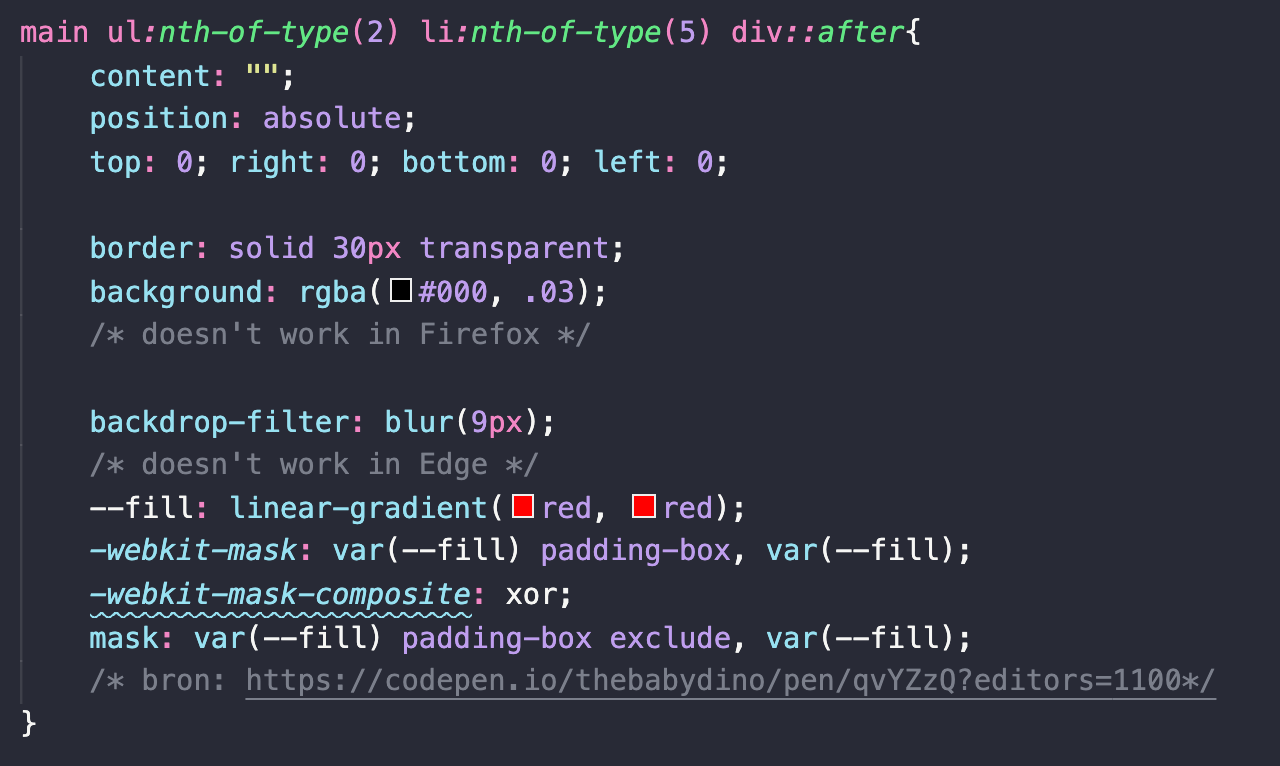 main ul:nth-of-type(2) li:nth-of-type(5) div::after{
content: "";
position: absolute;
top: 0; right: 0; bottom: 0; left: 0;
border: solid 30px transparent;
background: rgba(#000, .03);
/* doesn't work in Firefox */
backdrop-filter: blur(9px);
/* doesn't work in Edge */
--fill: linear-gradient(red, red);
-webkit-mask: var(--fill) padding-box, var(--fill);
-webkit-mask-composite: xor;
mask: var(--fill) padding-box exclude, var(--fill);
/* bron: https://codepen.io/thebabydino/pen/qvYZzQ?editors=1100*/
}